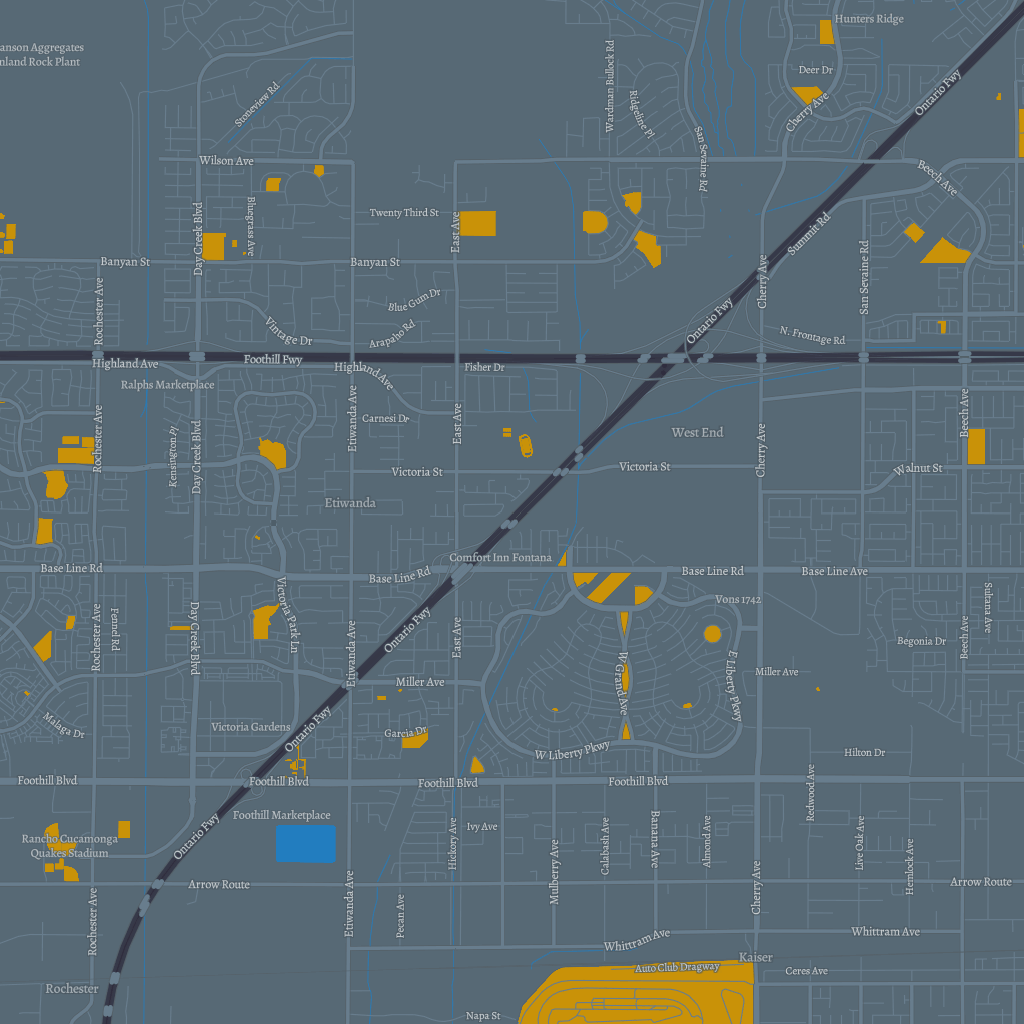 Hunters Ridge
anson Aggregates
nland Rock Plant
Deer Dr
Stoneview Rd
Wardman Bullock Rd
Ridgeline Pl
Cherry Ave
Ontario Fwy
San Sevaine Rd
Wilson Ave
Beech Ave
Twenty Third St
Day Creek Blvd
Bluegrass Ave
East Ave
Summit Rd
Banyan St
Banyan St
Rochester Ave
Cherry Ave
San Sevaine Rd
Blue Gum Dr
Vintage Dr
Arapaho Rd
Ontario Fwy
N. Frontage Rd
Highland Ave
Foothill Fwy
Highland Ave
Fisher Dr
Ralphs Marketplace
Carnesi Dr
Etiwanda Ave
East Ave
West End
Beech Ave
Rochester Ave
Kensington Pl
Day Creek Blvd
Cherry Ave
Victoria St
Victoria St
Walnut St
Etiwanda
Comfort Inn Fontana
Base Line Rd
Base Line Rd
Base Line Rd
Base Line Ave
Vons 1742
Victoria Park Ln
Ontario Fwy
East Ave
Sultana Ave
Rochester Ave
Fennel Rd
Day Creek Blvd
Etiwanda Ave
Begonia Dr
Beech Ave
Miller Ave
W Grand Ave
E Liberty Pkwy
Miller Ave
Malaga Dr
Victoria Gardens
Ontario Fwy
Garcia Dr
W Liberty Pkwy
Hilton Dr
Foothill Blvd
Foothill Blvd
Foothill Blvd
Foothill Blvd
Redwood Ave
Foothill Marketplace
Ontario Fwy
Ivy Ave
Hickory Ave
Calabash Ave
Banana Ave
Almond Ave
Live Oak Ave
Hemlock Ave
Rancho Cucamonga
Quakes Stadium
Mulberry Ave
Cherry Ave
Arrow Route
Arrow Route
Rochester Ave
Etiwanda Ave
Pecan Ave
Whittram Ave
Whittram Ave
Kaiser
Auto Club Dragway
Ceres Ave
Rochester
Napa St